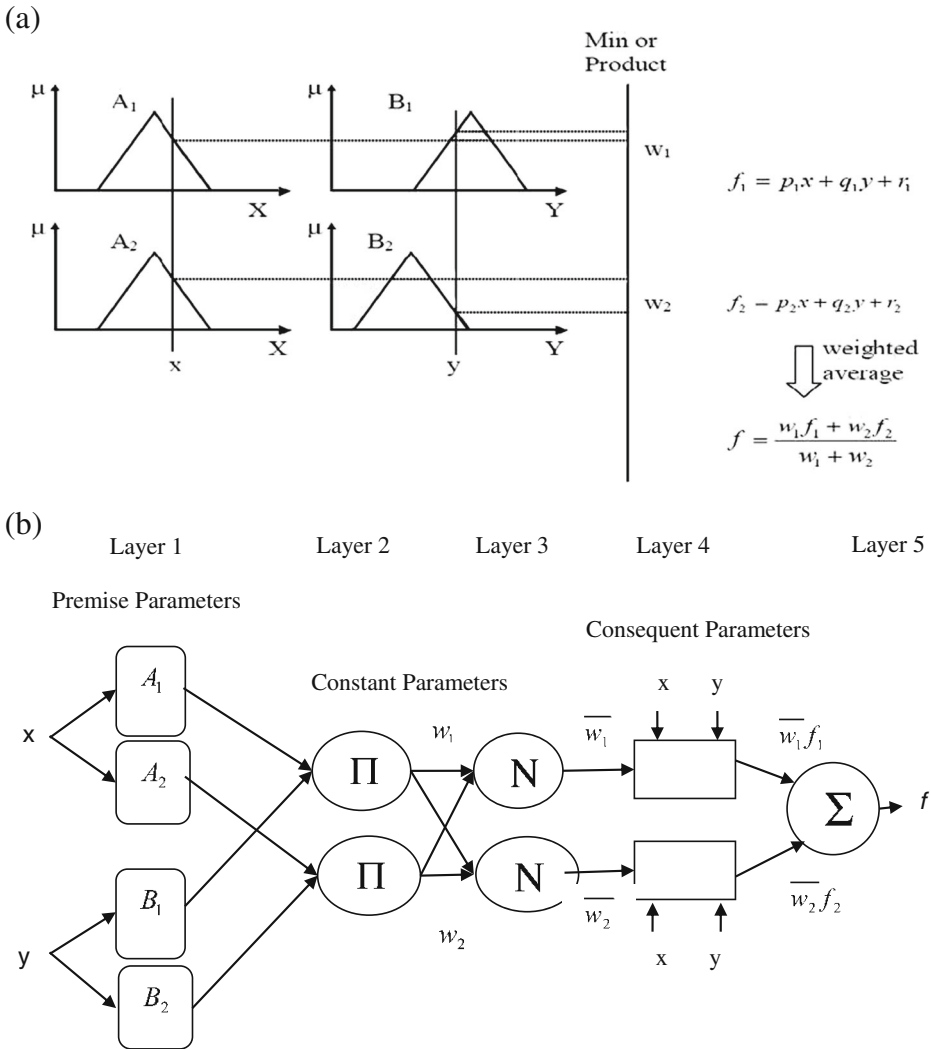 (a)
Min or
Product
μ
A₁
X
μ
B₁
Y
w₁
f₁ = p₁x + q₁y + r₁
μ
A₂
X
x
μ
B₂
Y
y
w₂
f₂ = p₂x + q₂y + r₂
weighted
average
f = (w₁f₁ + w₂f₂) / (w₁ + w₂)
(b)
Layer 1 Layer 2 Layer 3 Layer 4 Layer 5
Premise Parameters
Consequent Parameters
Constant Parameters
x
A₁
A₂
y
B₁
B₂
Π
Π
w₁
w₂
N
N
w̅₁
w̅₂
x y
x y
w̅₁f₁
w̅₂f₂
Σ
f